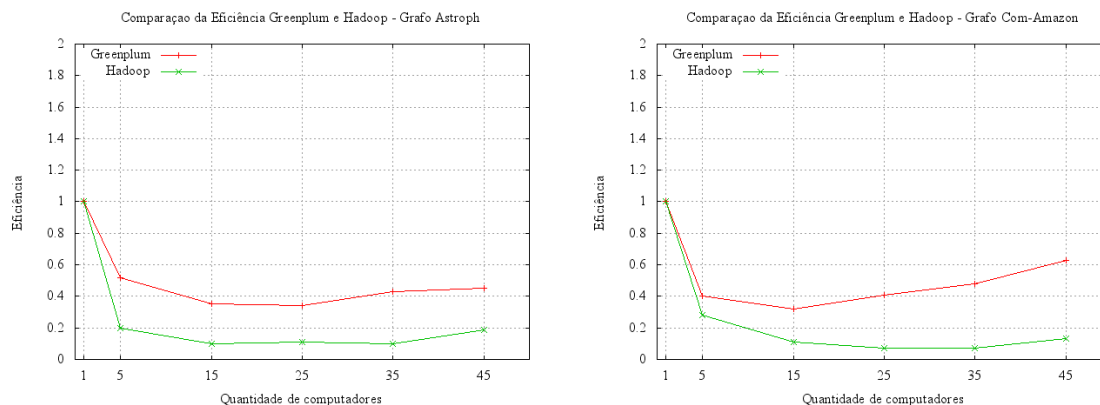 Comparaçao da Eficiência Greenplum e Hadoop - Grafo Astroph
2
Greenplum
1.8
Hadoop
1.6
1.4
1.2
1
0.8
0.6
0.4
0.2
0
Eficiência
1 5 15 25 35 45
Quantidade de computadores
Comparaçao da Eficiência Greenplum e Hadoop - Grafo Com-Amazon
2
Greenplum
1.8
Hadoop
1.6
1.4
1.2
1
0.8
0.6
0.4
0.2
0
Eficiência
1 5 15 25 35 45
Quantidade de computadores